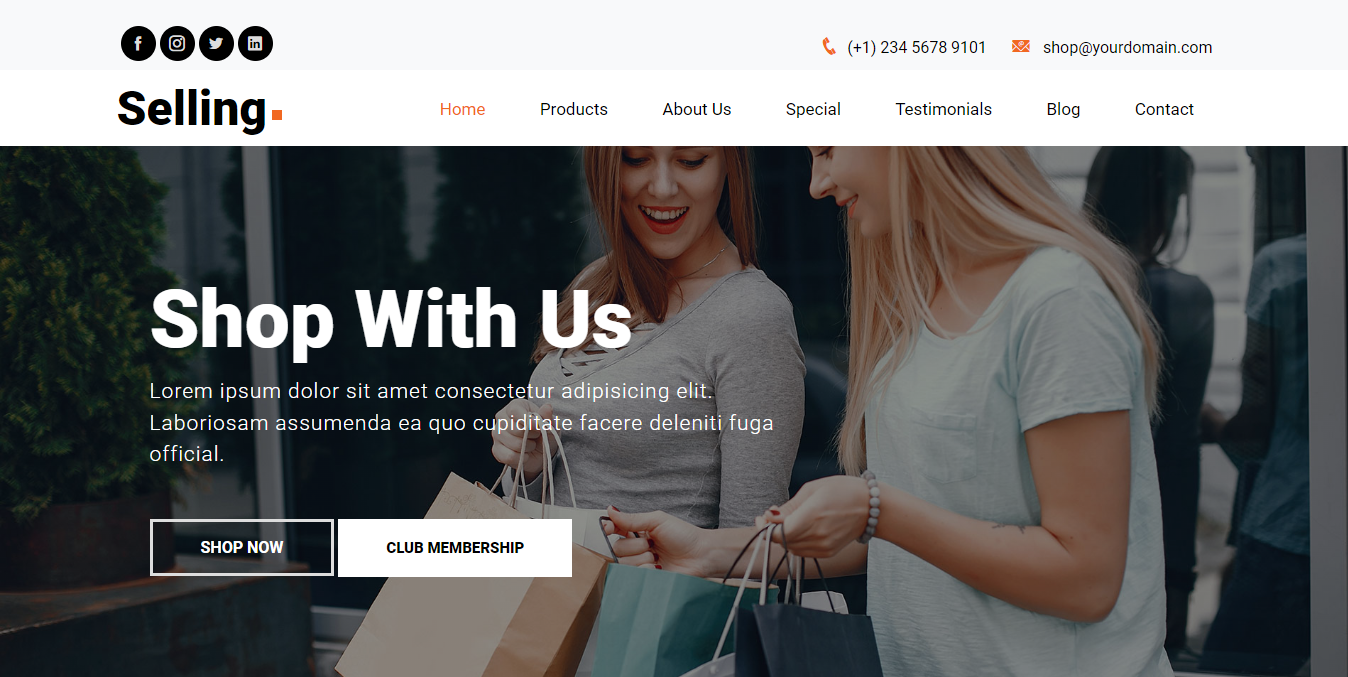 (+1) 234 5678 9101 shop@yourdomain.com
Selling
Home Products About Us Special Testimonials Blog Contact
Shop With Us
Lorem ipsum dolor sit amet consectetur adipisicing elit.
Laboriosam assumenda ea quo cupiditate facere deleniti fuga
official.
SHOP NOW CLUB MEMBERSHIP